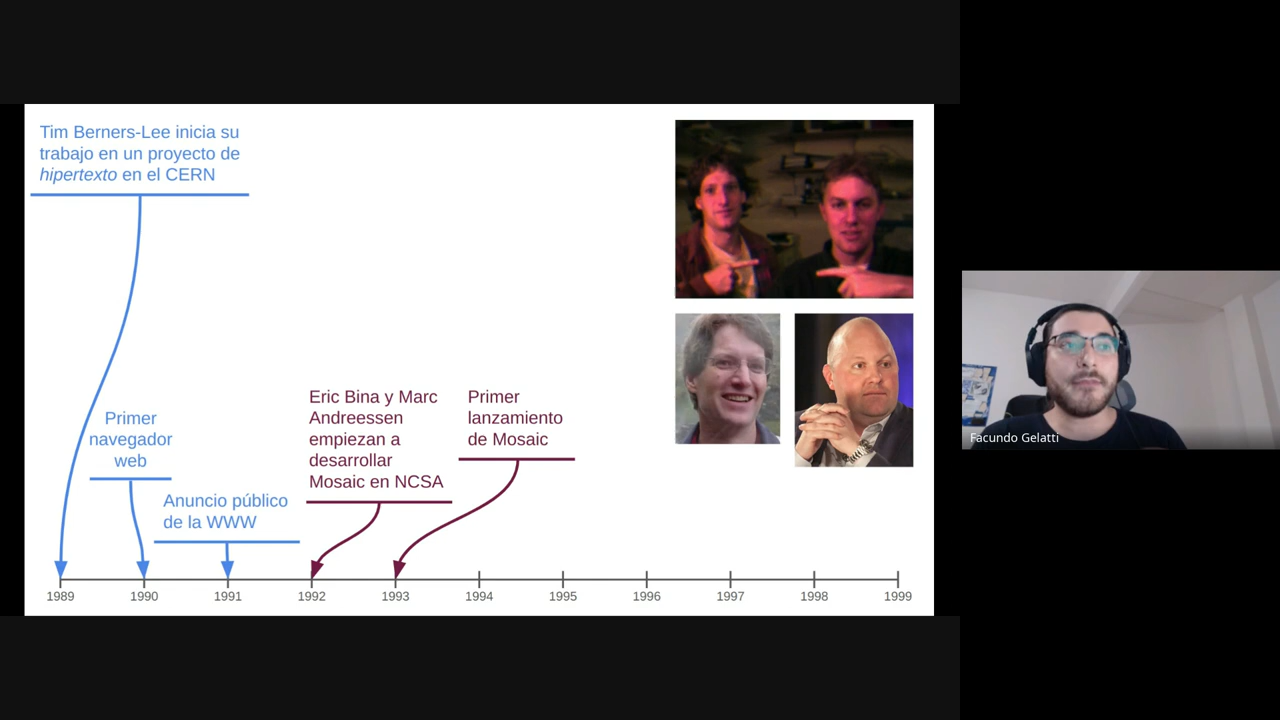 Tim Berners-Lee inicia su
trabajo en un proyecto de
hipertexto en el CERN
Primer
navegador
web
Anuncio público
de la WWW
Eric Bina y Marc
Andreessen
empiezan a
desarrollar
Mosaic en NCSA
Primer
lanzamiento
de Mosaic
1989 1990 1991 1992 1993 1994 1995 1996 1997 1998 1999
Facundo Gelatti